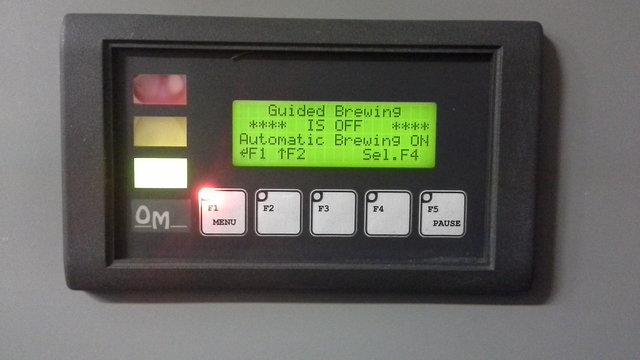 Guided Brewing
**** IS OFF ****
Automatic Brewing ON
↲F1 ↑F2 Sel.F4
OM
F1 MENU
F2
F3
F4
F5 PAUSE